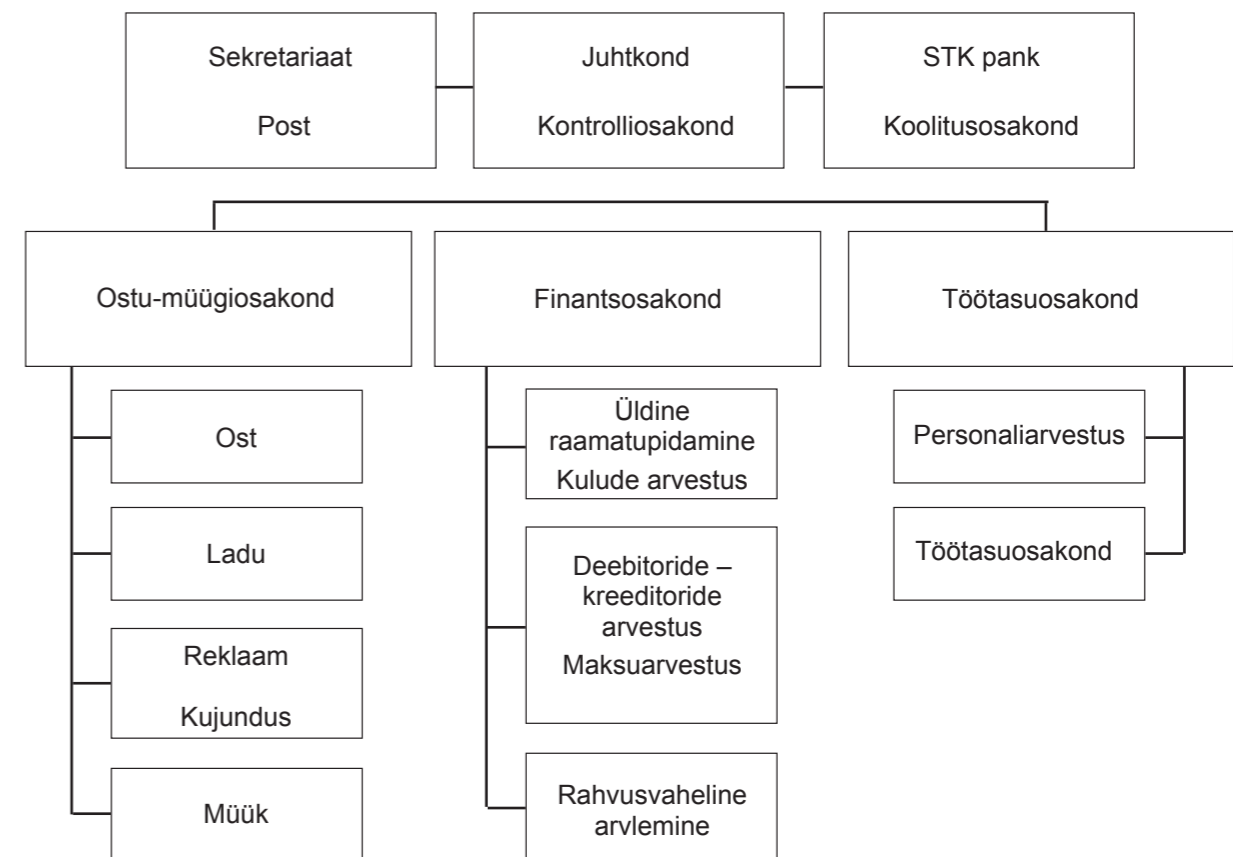 Sekretariaat
Post
Juhtkond
Kontrolliosakond
STK pank
Koolitusosakond
Ostu-müügiosakond
Finantsosakond
Töötasuosakond
Ost
Ladu
Reklaam
Kujundus
Müük
Üldine
raamatupidamine
Kulude arvestus
Deebitoride –
kreeditoride
arvestus
Maksuarvestus
Rahvusvaheline
arvlemine
Personaliarvestus
Töötasuosakond